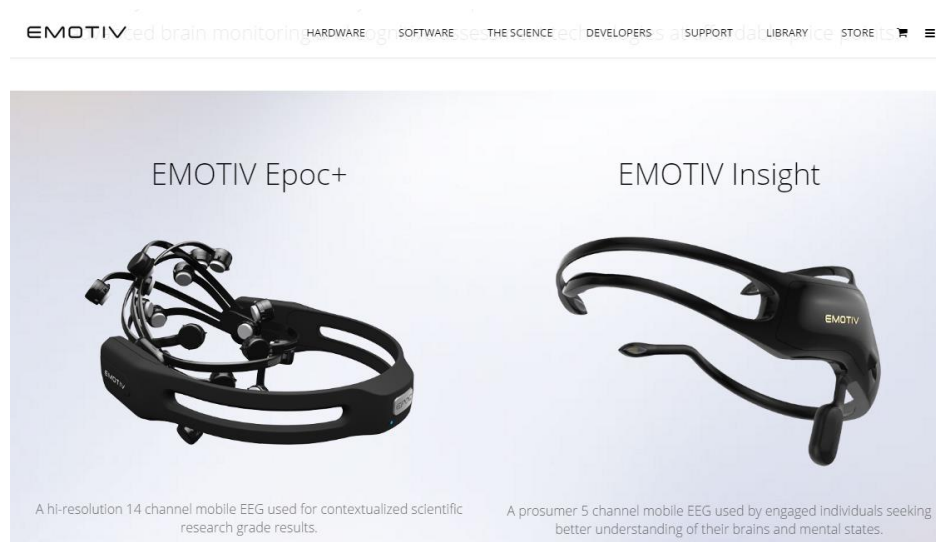 EMOTIV HARDWARE SOFTWARE THE SCIENCE DEVELOPERS SUPPORT LIBRARY STORE
EMOTIV Epoc+
EMOTIV Insight
EMOTIV
EPOC
EMOTIV
A hi-resolution 14 channel mobile EEG used for contextualized scientific
research grade results.
A prosumer 5 channel mobile EEG used by engaged individuals seeking
better understanding of their brains and mental states.